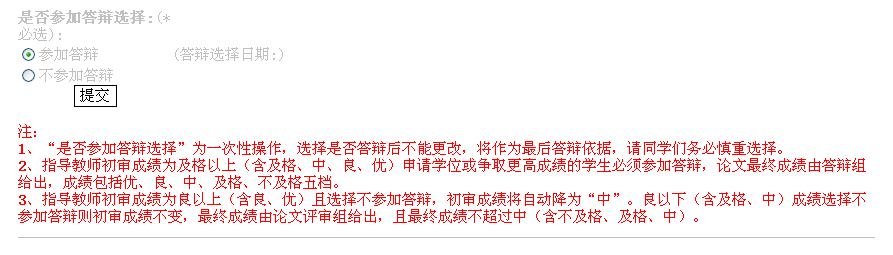 是否参加答辩选择:(*
必选):
参加答辩 (答辩选择日期:)
不参加答辩
提交
注:
1、“是否参加答辩选择”为一次性操作，选择是否答辩后不能更改，将作为最后答辩依据，请同学们务必慎重选择。
2、指导教师初审成绩为及格以上（含及格、中、良、优）申请学位或争取更高成绩的学生必须参加答辩，论文最终成绩由答辩组
给出，成绩包括优、良、中、及格、不及格五档。
3、指导教师初审成绩为良以上（含良、优）且选择不参加答辩，初审成绩将自动降为“中”。良以下（含及格、中）成绩选择不
参加答辩则初审成绩不变，最终成绩由论文评审组给出，且最终成绩不超过中（含不及格、及格、中）。